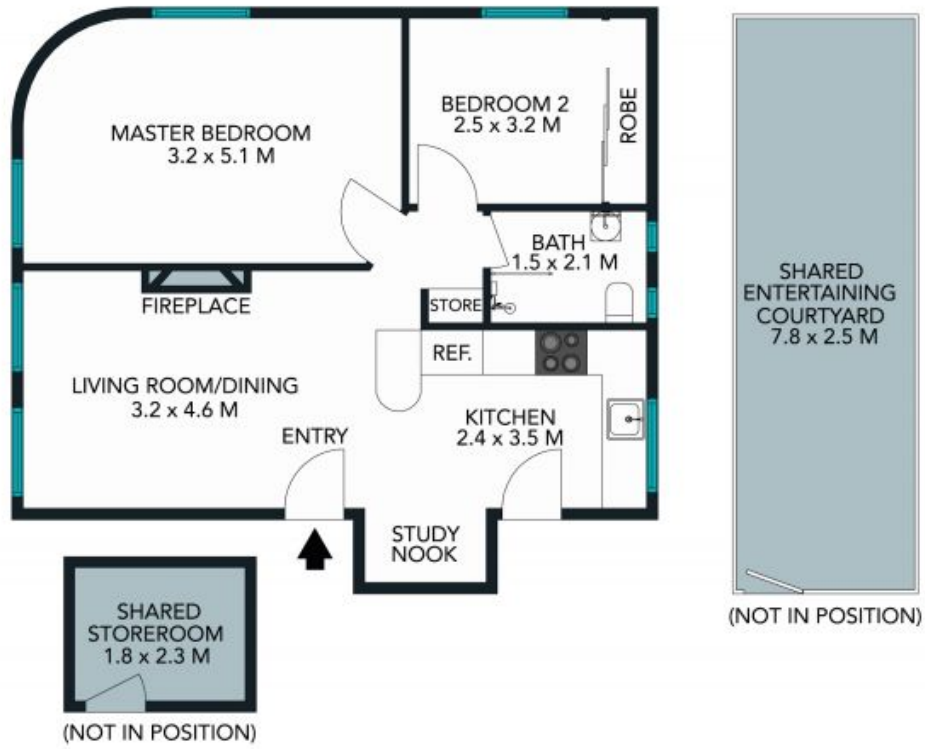 MASTER BEDROOM
3.2 x 5.1 M
BEDROOM 2
2.5 x 3.2 M
ROBE
BATH
1.5 x 2.1 M
FIREPLACE
STORE
REF.
LIVING ROOM/DINING
3.2 x 4.6 M
ENTRY
KITCHEN
2.4 x 3.5 M
STUDY
NOOK
SHARED
STOREROOM
1.8 x 2.3 M
(NOT IN POSITION)
SHARED
ENTERTAINING
COURTYARD
7.8 x 2.5 M
(NOT IN POSITION)